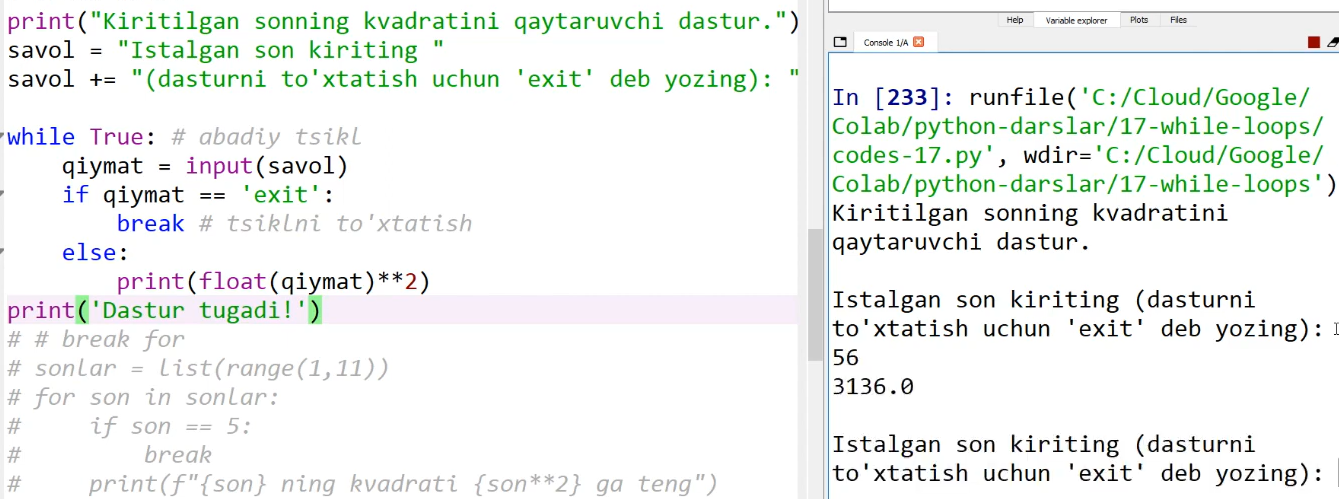 print("Kiritilgan sonning kvadratini qaytaruvchi dastur.")
savol = "Istalgan son kiriting "
savol += "(dasturni to'xtatish uchun 'exit' deb yozing): "
while True: # abadiy tsikl
    qiymat = input(savol)
    if qiymat == 'exit':
        break # tsiklni to'xtatish
    else:
        print(float(qiymat)**2)
print('Dastur tugadi!')
# # break for
# sonlar = list(range(1,11))
# for son in sonlar:
#     if son == 5:
#         break
#     print(f"{son} ning kvadrati {son**2} ga teng")
Help Variable explorer Plots Files
Console 1/A
In [233]: runfile('C:/Cloud/Google/
Colab/python-darslar/17-while-loops/
codes-17.py', wdir='C:/Cloud/Google/
Colab/python-darslar/17-while-loops')
Kiritilgan sonning kvadratini
qaytaruvchi dastur.
Istalgan son kiriting (dasturni
to'xtatish uchun 'exit' deb yozing):
56
3136.0
Istalgan son kiriting (dasturni
to'xtatish uchun 'exit' deb yozing):